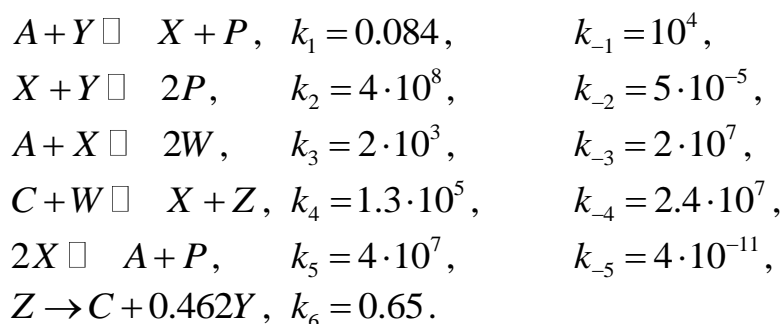 A + Y □ X + P, k₁ = 0.084, k₋₁ = 10⁴,
X + Y □ 2P, k₂ = 4·10⁸, k₋₂ = 5·10⁻⁵,
A + X □ 2W, k₃ = 2·10³, k₋₃ = 2·10⁷,
C + W □ X + Z, k₄ = 1.3·10⁵, k₋₄ = 2.4·10⁷,
2X □ A + P, k₅ = 4·10⁷, k₋₅ = 4·10⁻¹¹,
Z → C + 0.462Y, k₆ = 0.65.